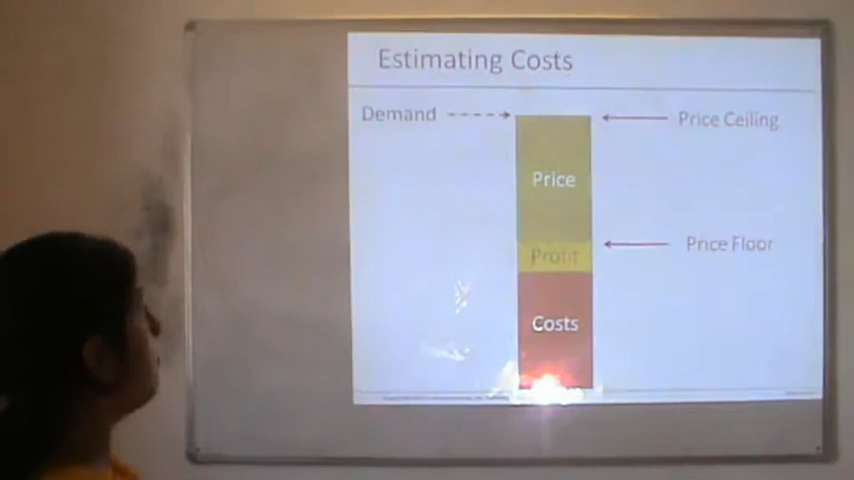 Estimating Costs
Demand
Price Ceiling
Price
Price Floor
Profit
Costs